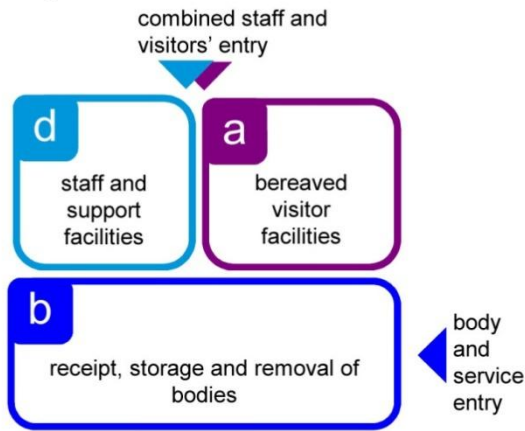 combined staff and
visitors’ entry
d
staff and
support
facilities
a
bereaved
visitor
facilities
b
receipt, storage and removal of
bodies
body
and
service
entry